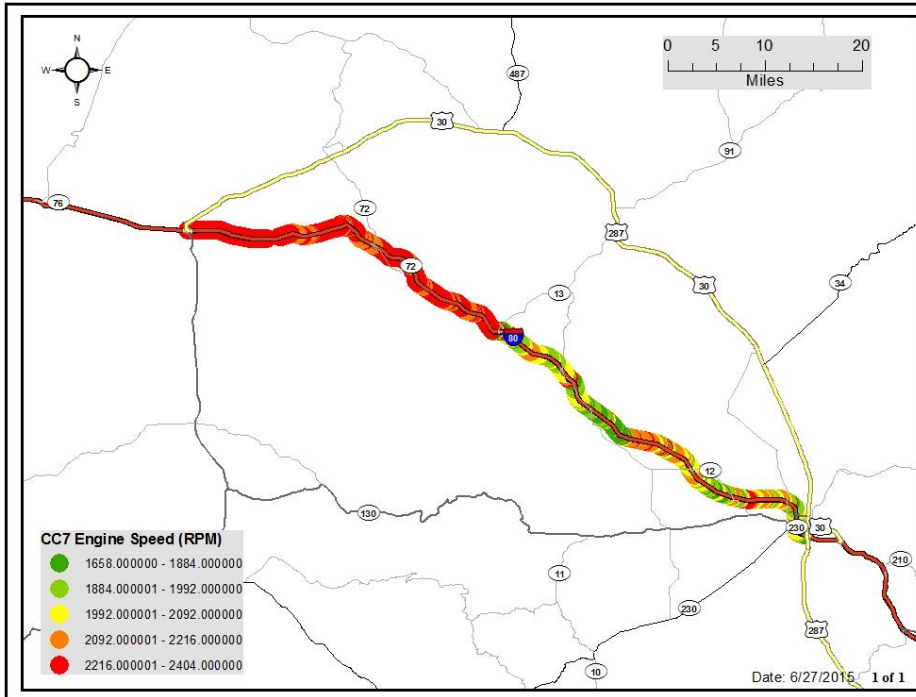 N
W E
S
0 5 10 20
Miles
487
30
91
76
72
287
72
13
30
34
80
12
130
230
30
210
11
230
287
10
CC7 Engine Speed (RPM)
1658.000000 - 1884.000000
1884.000001 - 1992.000000
1992.000001 - 2092.000000
2092.000001 - 2216.000000
2216.000001 - 2404.000000
Date: 6/27/2015 1 of 1